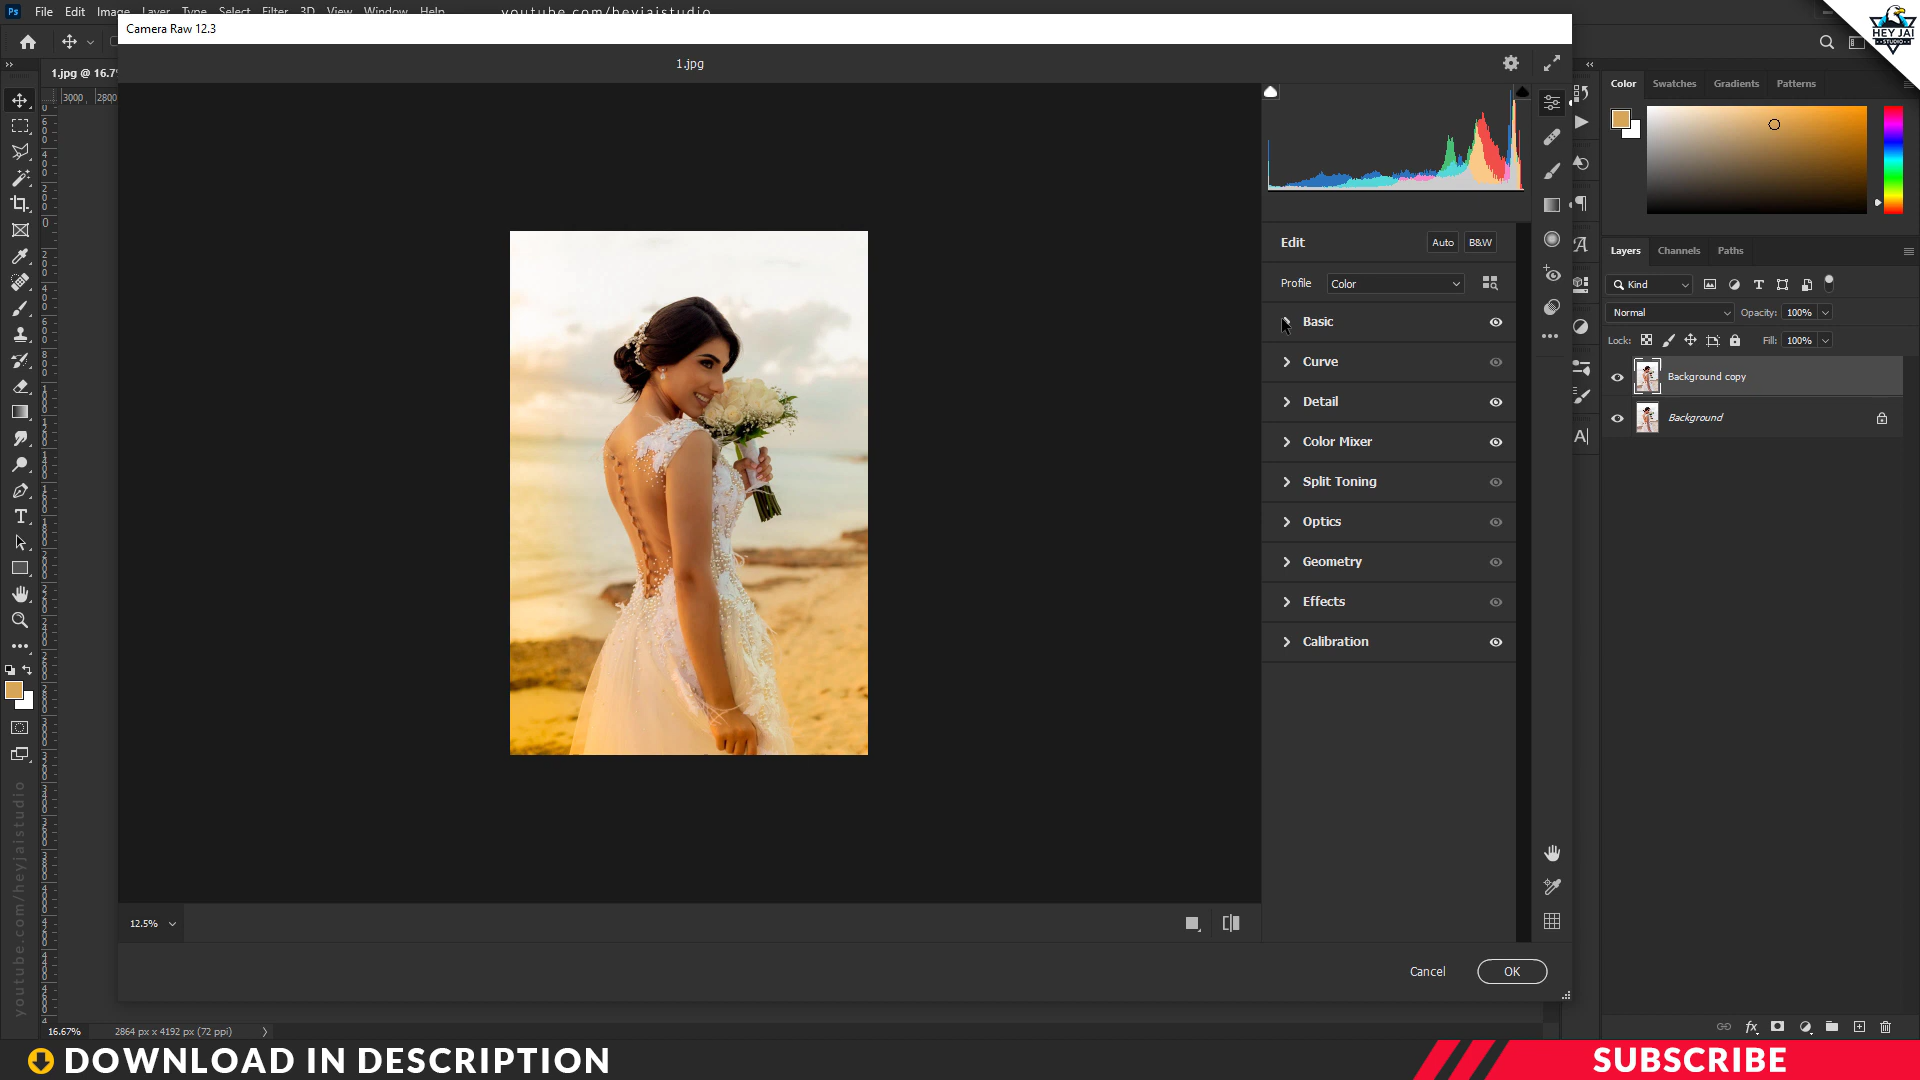 File Edit Image Layer Type Select Filter 3D View Window Help
youtube.com/heyjaistudio
HEY JAI
STUDIO
Camera Raw 12.3
1.jpg @ 16.7
1.jpg
3000 2800
Color Swatches Gradients Patterns
Edit Auto B&W
Profile Color
Basic
Curve
Detail
Color Mixer
Split Toning
Optics
Geometry
Effects
Calibration
Layers Channels Paths
Kind
Normal Opacity: 100%
Lock: Fill: 100%
Background copy
Background
youtube.com/heyjaistudio
12.5%
Cancel OK
16.67% 2864 px x 4192 px (72 ppi)
DOWNLOAD IN DESCRIPTION
SUBSCRIBE